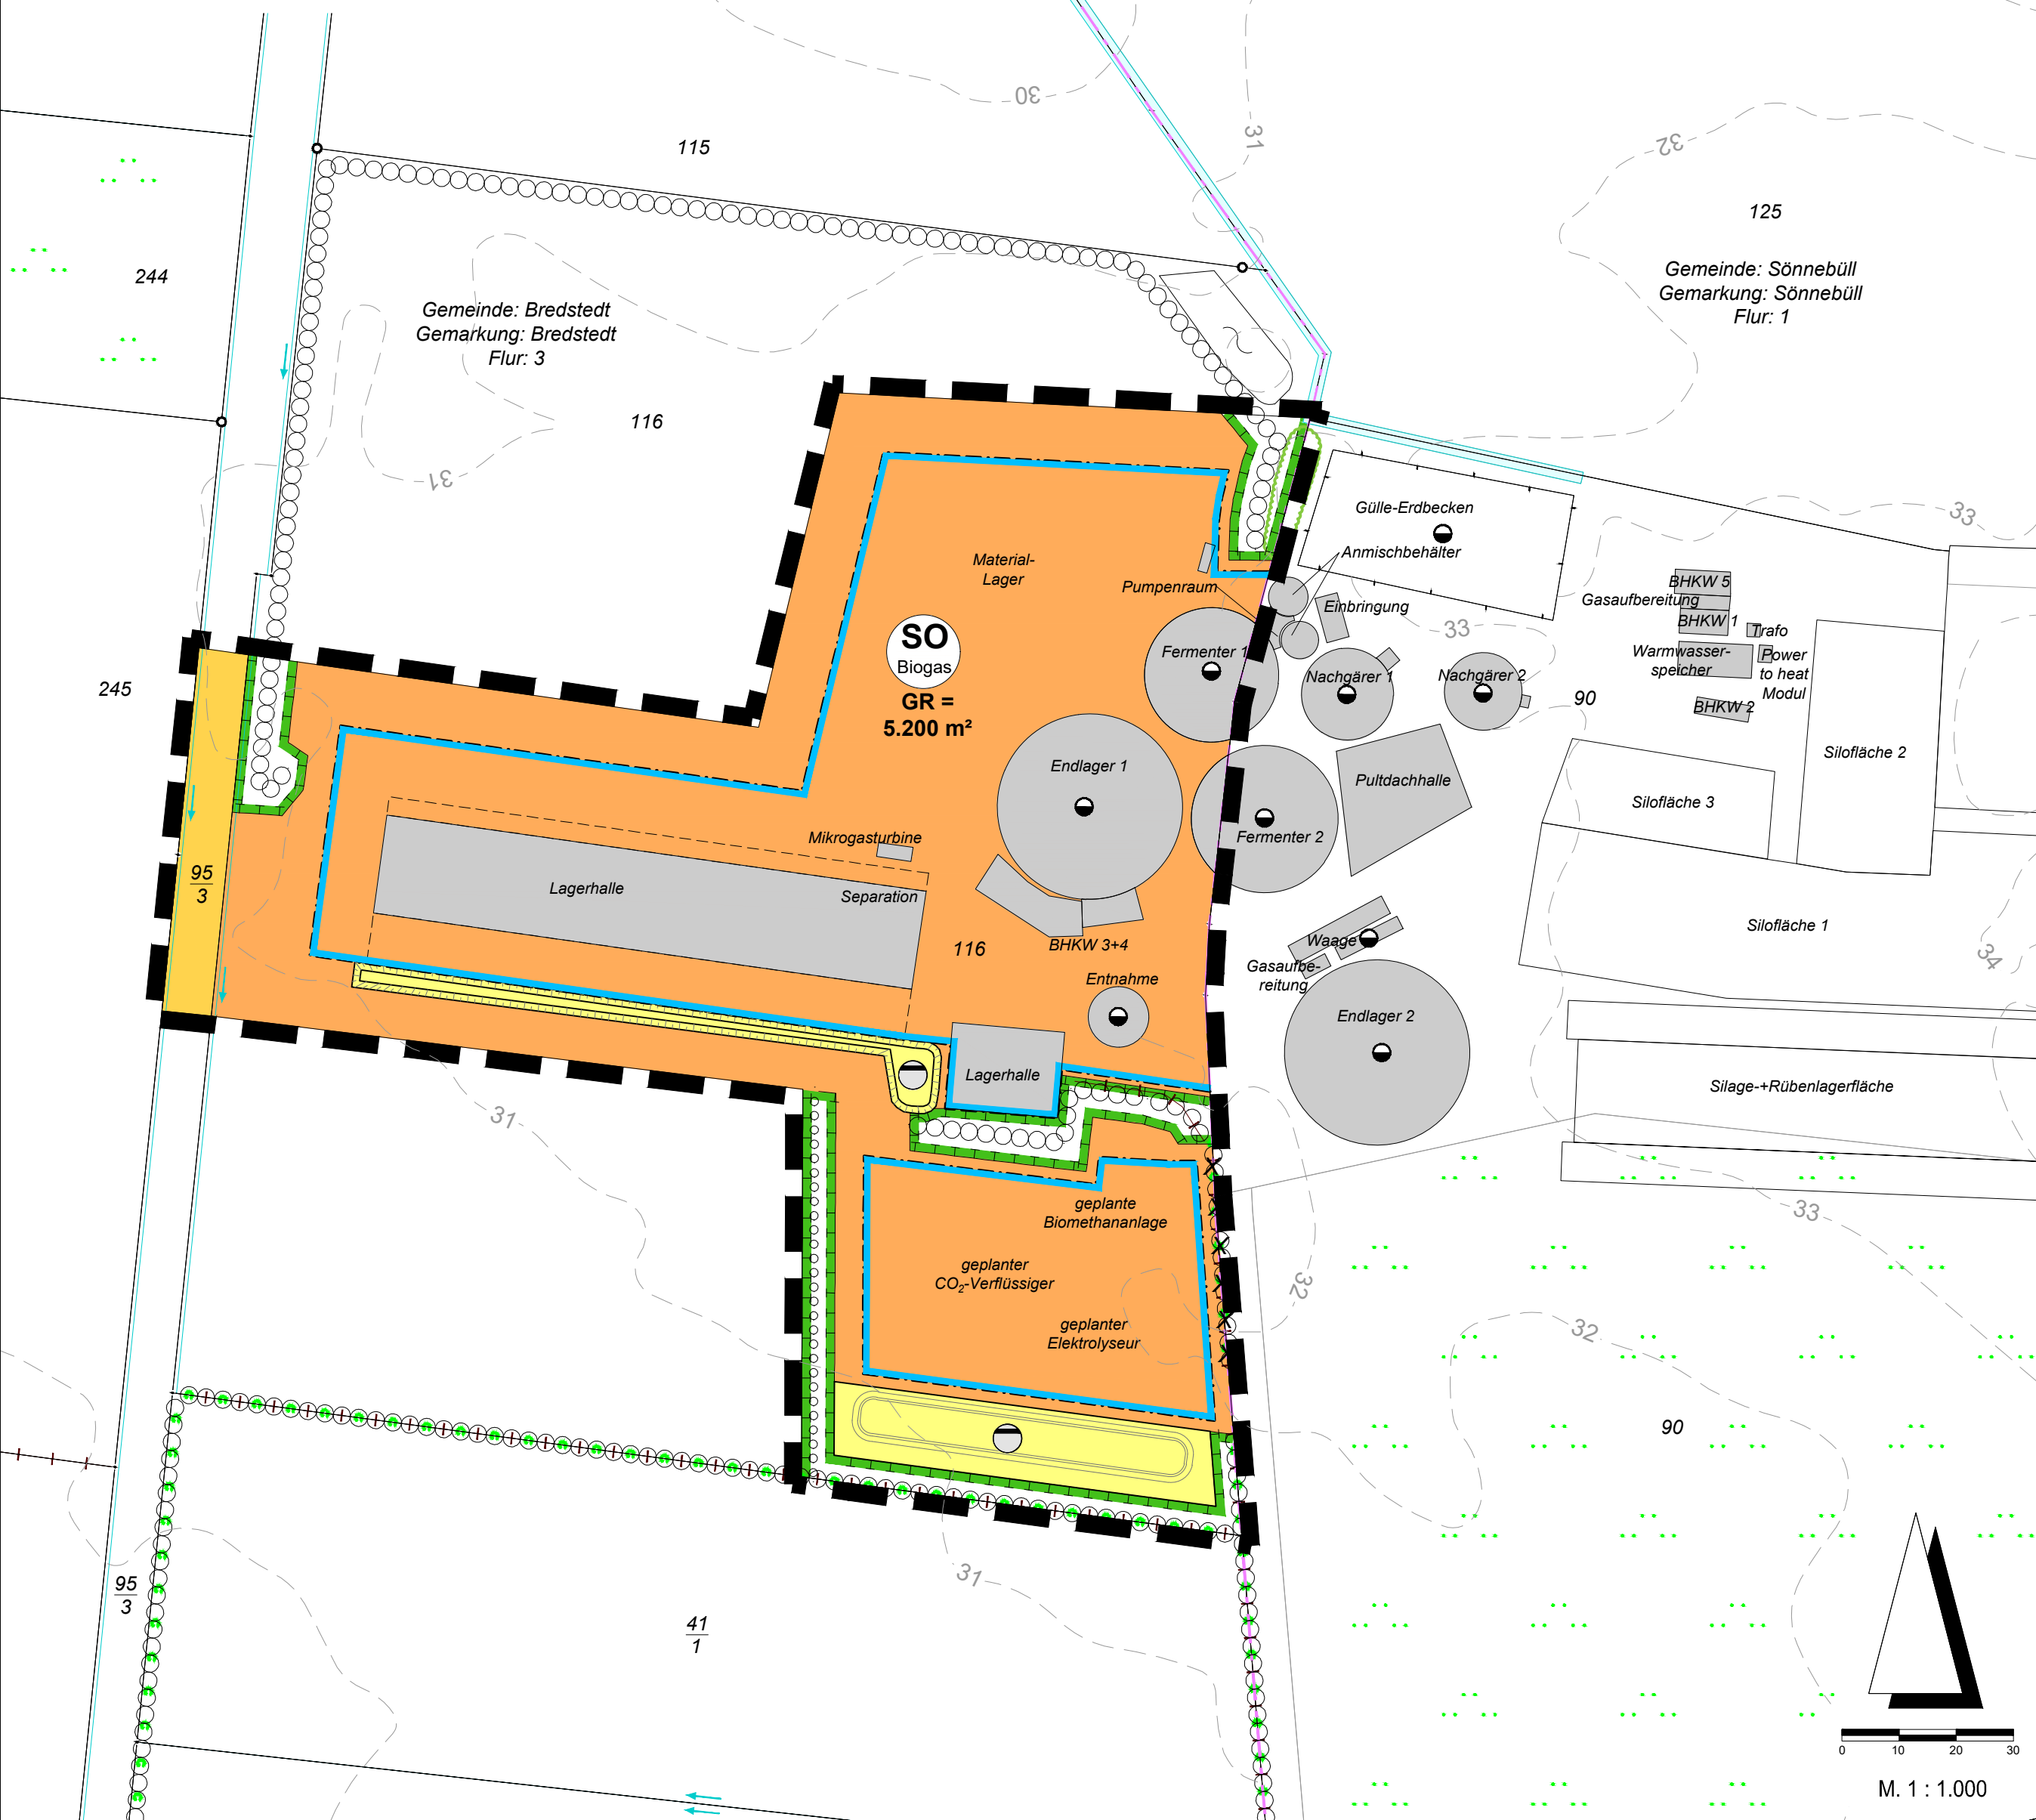 30
31
32
115
125
244
Gemeinde: Sönnebüll
Gemarkung: Sönnebüll
Flur: 1
Gemeinde: Bredstedt
Gemarkung: Bredstedt
Flur: 3
116
31
Gülle-Erdbecken
33
Anmischbehälter
Material-
Lager
Pumpenraum
Einbringung
33
BHKW 5
Gasaufbereitung
BHKW 1
Trafo
SO
Biogas
GR =
5.200 m²
Fermenter 1
Nachgärer 1
Nachgärer 2
Warmwasser-
speicher
Power
to heat
Modul
BHKW 2
90
245
Endlager 1
Pultdachhalle
Silofläche 2
Silofläche 3
Mikrogasturbine
Fermenter 2
95
3
Lagerhalle
Separation
116
BHKW 3+4
Waage
Silofläche 1
34
Gasaufbe-
reitung
Entnahme
Endlager 2
Lagerhalle
Silage-+Rübenlagerfläche
31
geplante
Biomethananlage
33
geplanter
CO₂-Verflüssiger
32
geplanter
Elektrolyseur
32
90
31
95
3
41
1
0 10 20 30
M. 1 : 1.000